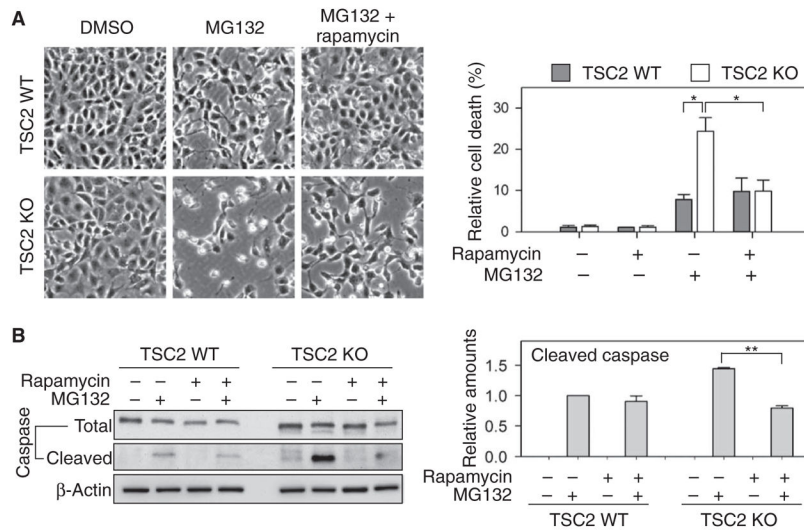 A
DMSO
MG132
MG132 +
rapamycin
TSC2 WT
TSC2 KO
TSC2 WT
TSC2 KO
Relative cell death (%)
30
20
10
0
Rapamycin − + − +
MG132 − − + +
* *
B
TSC2 WT
TSC2 KO
Rapamycin − − + + − − + +
MG132 − + − + − + − +
Caspase
Total
Cleaved
β-Actin
Cleaved caspase
**
Relative amounts
1.5
1.0
0.5
0.0
Rapamycin − − + + − − + +
MG132 − + − + − + − +
TSC2 WT
TSC2 KO